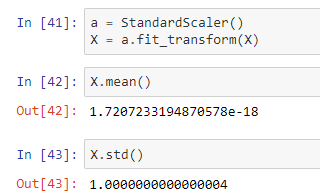 In [41]: a = StandardScaler()
X = a.fit_transform(X)
In [42]: X.mean()
Out[42]: 1.7207233194870578e-18
In [43]: X.std()
Out[43]: 1.0000000000000004